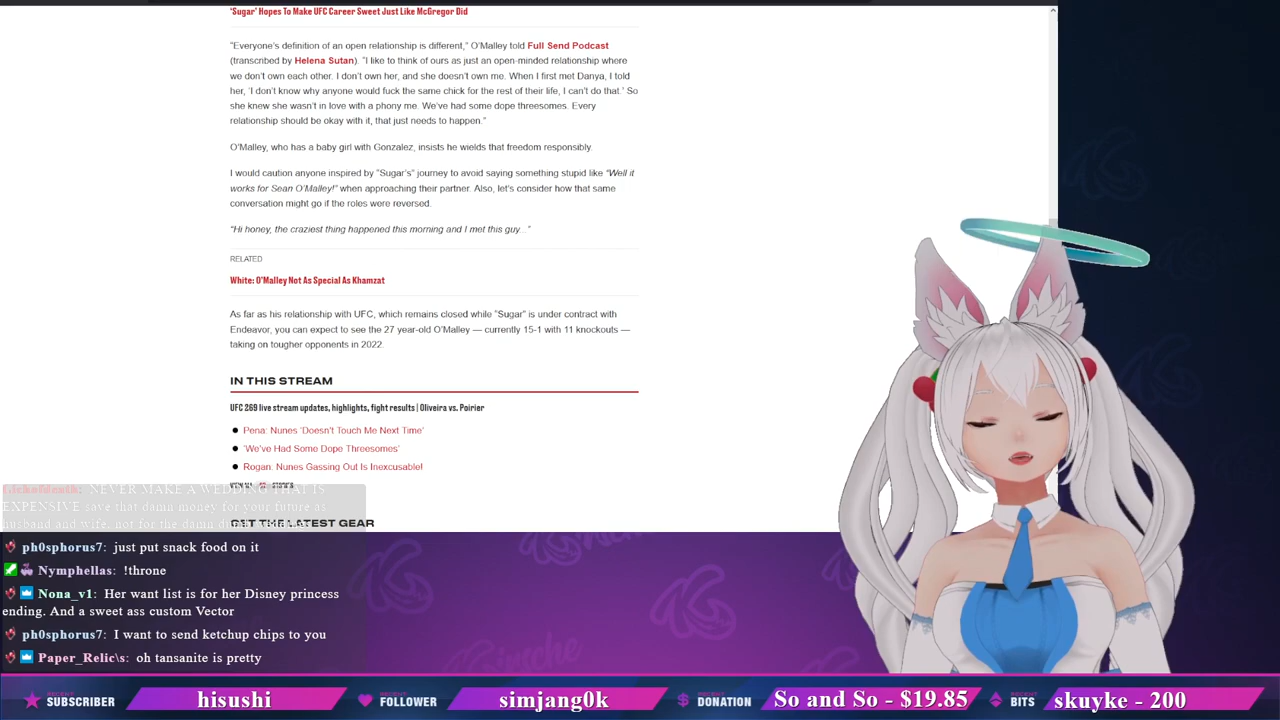 'Sugar' Hopes To Make UFC Career Sweet Just Like McGregor Did
"Everyone's definition of an open relationship is different," O'Malley told Full Send Podcast
(transcribed by Helena Sutan). "I like to think of ours as just an open-minded relationship where
we don't own each other. I don't own her, and she doesn't own me. When I first met Danya, I told
her, 'I don't know why anyone would fuck the same chick for the rest of their life, I can't do that.' So
she knew she wasn't in love with a phony me. We've had some dope threesomes. Every
relationship should be okay with it, that just needs to happen."
O'Malley, who has a baby girl with Gonzalez, insists he wields that freedom responsibly.
I would caution anyone inspired by "Sugar's" journey to avoid saying something stupid like "Well it
works for Sean O'Malley!" when approaching their partner. Also, let's consider how that same
conversation might go if the roles were reversed.
"Hi honey, the craziest thing happened this morning and I met this guy..."
RELATED
White: O'Malley Not As Special As Khamzat
As far as his relationship with UFC, which remains closed while "Sugar" is under contract with
Endeavor, you can expect to see the 27 year-old O'Malley — currently 15-1 with 11 knockouts —
taking on tougher opponents in 2022.
IN THIS STREAM
UFC 269 live stream updates, highlights, fight results | Oliveira vs. Poirier
Pena: Nunes 'Doesn't Touch Me Next Time'
'We've Had Some Dope Threesomes'
Rogan: Nunes Gassing Out Is Inexcusable!
NEVER MAKE A WEDDING THAT IS
EXPENSIVE save that damn money for your future as
husband and wife. not for the damn
GET THE LATEST GEAR
ph0sphorus7: just put snack food on it
Nymphellas: !throne
Nona_v1: Her want list is for her Disney princess
ending. And a sweet ass custom Vector
ph0sphorus7: I want to send ketchup chips to you
Paper_Relic\s: oh tansanite is pretty
RECENT SUBSCRIBER hisushi RECENT FOLLOWER simjang0k RECENT DONATION So and So - $19.85 RECENT BITS skuyke - 200